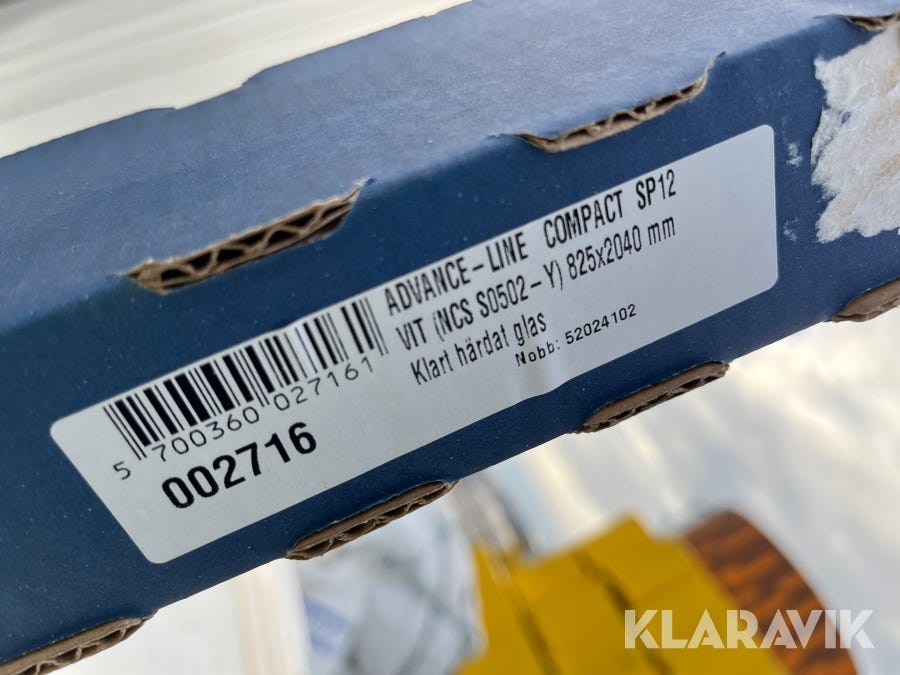 ADVANCE-LINE COMPACT SP12
VIT (NCS S0502-Y) 825x2040 mm
Klart härdat glas
Nobb: 52024102
5 700360 027161
002716
KLARAVIK